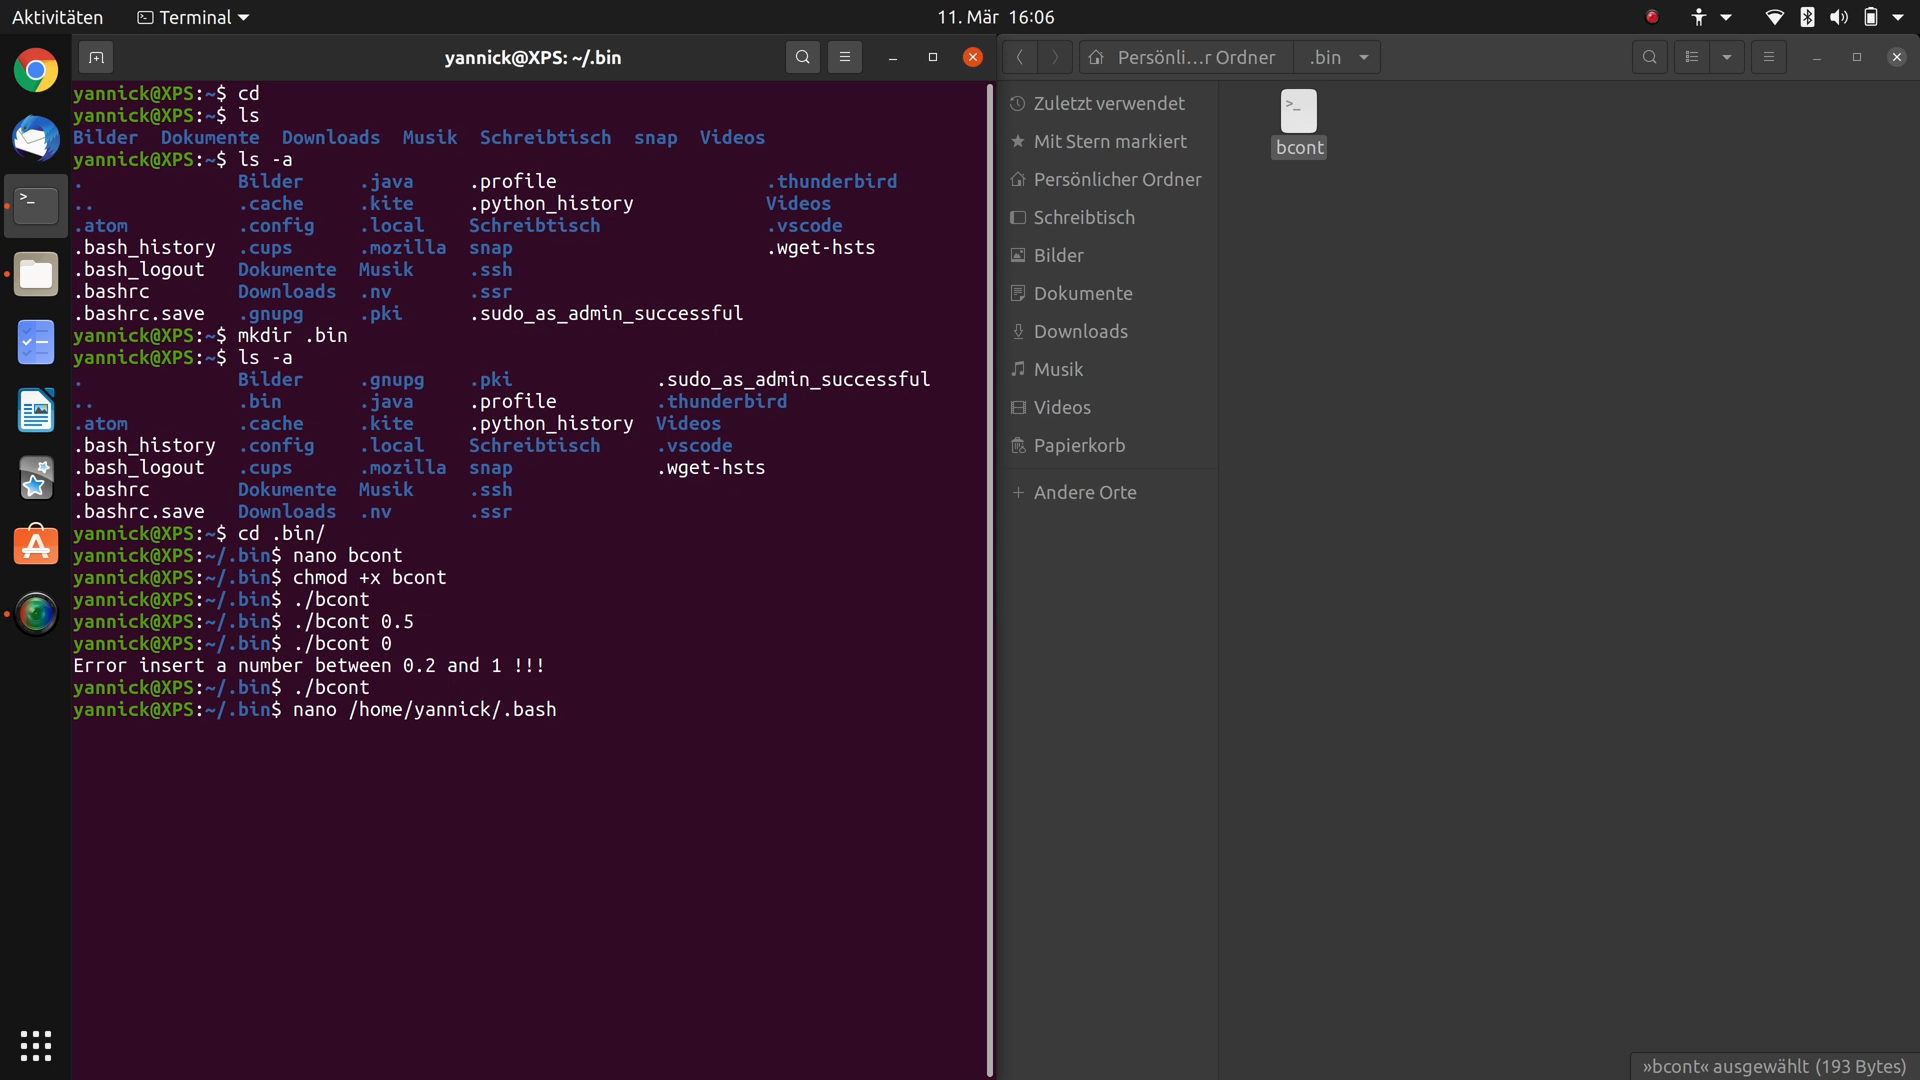 Aktivitäten Terminal 11. Mär 16:06
yannick@XPS: ~/.bin
yannick@XPS:~$ cd
yannick@XPS:~$ ls
Bilder Dokumente Downloads Musik Schreibtisch snap Videos
yannick@XPS:~$ ls -a
. Bilder .java .profile .thunderbird
.. .cache .kite .python_history Videos
.atom .config .local Schreibtisch .vscode
.bash_history .cups .mozilla snap .wget-hsts
.bash_logout Dokumente Musik .ssh
.bashrc Downloads .nv .ssr
.bashrc.save .gnupg .pki .sudo_as_admin_successful
yannick@XPS:~$ mkdir .bin
yannick@XPS:~$ ls -a
. Bilder .gnupg .pki .sudo_as_admin_successful
.. .bin .java .profile .thunderbird
.atom .cache .kite .python_history Videos
.bash_history .config .local Schreibtisch .vscode
.bash_logout .cups .mozilla snap .wget-hsts
.bashrc Dokumente Musik .ssh
.bashrc.save Downloads .nv .ssr
yannick@XPS:~$ cd .bin/
yannick@XPS:~/.bin$ nano bcont
yannick@XPS:~/.bin$ chmod +x bcont
yannick@XPS:~/.bin$ ./bcont
yannick@XPS:~/.bin$ ./bcont 0.5
yannick@XPS:~/.bin$ ./bcont 0
Error insert a number between 0.2 and 1 !!!
yannick@XPS:~/.bin$ ./bcont
yannick@XPS:~/.bin$ nano /home/yannick/.bash
Persönli…r Ordner .bin
Zuletzt verwendet
Mit Stern markiert
Persönlicher Ordner
Schreibtisch
Bilder
Dokumente
Downloads
Musik
Videos
Papierkorb
Andere Orte
bcont
»bcont« ausgewählt (193 Bytes)